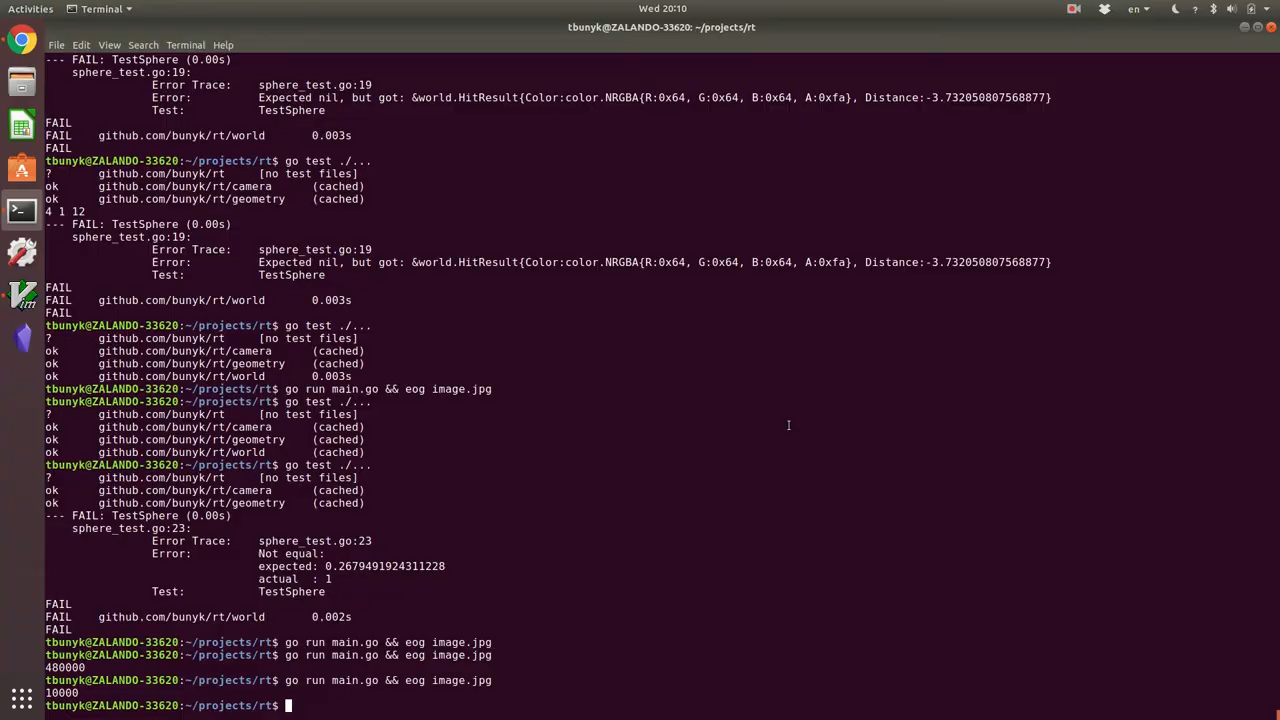 Activities
Terminal
Wed 20:10
en
tbunyk@ZALANDO-33620: ~/projects/rt
File Edit View Search Terminal Help
--- FAIL: TestSphere (0.00s)
    sphere_test.go:19:
                Error Trace:    sphere_test.go:19
                Error:          Expected nil, but got: &world.HitResult{Color:color.NRGBA{R:0x64, G:0x64, B:0x64, A:0xfa}, Distance:-3.732050807568877}
                Test:           TestSphere
FAIL
FAIL    github.com/bunyk/rt/world       0.003s
FAIL
tbunyk@ZALANDO-33620:~/projects/rt$ go test ./...
?       github.com/bunyk/rt     [no test files]
ok      github.com/bunyk/rt/camera      (cached)
ok      github.com/bunyk/rt/geometry    (cached)
4 1 12
--- FAIL: TestSphere (0.00s)
    sphere_test.go:19:
                Error Trace:    sphere_test.go:19
                Error:          Expected nil, but got: &world.HitResult{Color:color.NRGBA{R:0x64, G:0x64, B:0x64, A:0xfa}, Distance:-3.732050807568877}
                Test:           TestSphere
FAIL
FAIL    github.com/bunyk/rt/world       0.003s
FAIL
tbunyk@ZALANDO-33620:~/projects/rt$ go test ./...
?       github.com/bunyk/rt     [no test files]
ok      github.com/bunyk/rt/camera      (cached)
ok      github.com/bunyk/rt/geometry    (cached)
ok      github.com/bunyk/rt/world       0.003s
tbunyk@ZALANDO-33620:~/projects/rt$ go run main.go && eog image.jpg
tbunyk@ZALANDO-33620:~/projects/rt$ go test ./...
?       github.com/bunyk/rt     [no test files]
ok      github.com/bunyk/rt/camera      (cached)
ok      github.com/bunyk/rt/geometry    (cached)
ok      github.com/bunyk/rt/world       (cached)
tbunyk@ZALANDO-33620:~/projects/rt$ go test ./...
?       github.com/bunyk/rt     [no test files]
ok      github.com/bunyk/rt/camera      (cached)
ok      github.com/bunyk/rt/geometry    (cached)
--- FAIL: TestSphere (0.00s)
    sphere_test.go:23:
                Error Trace:    sphere_test.go:23
                Error:          Not equal:
                                expected: 0.2679491924311228
                                actual  : 1
                Test:           TestSphere
FAIL
FAIL    github.com/bunyk/rt/world       0.002s
FAIL
tbunyk@ZALANDO-33620:~/projects/rt$ go run main.go && eog image.jpg
tbunyk@ZALANDO-33620:~/projects/rt$ go run main.go && eog image.jpg
480000
tbunyk@ZALANDO-33620:~/projects/rt$ go run main.go && eog image.jpg
10000
tbunyk@ZALANDO-33620:~/projects/rt$